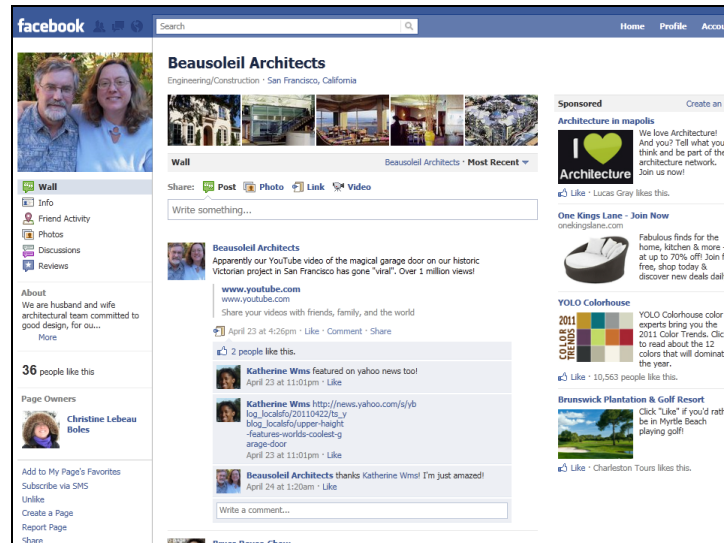 facebook
Search
Home Profile Accou
Beausoleil Architects
Engineering/Construction · San Francisco, California
Wall
Beausoleil Architects · Most Recent
Share: Post Photo Link Video
Write something...
Beausoleil Architects
Apparently our YouTube video of the magical garage door on our historic
Victorian project in San Francisco has gone "viral". Over 1 million views!
www.youtube.com
www.youtube.com
Share your videos with friends, family, and the world
April 23 at 4:26pm · Like · Comment · Share
2 people like this.
Katherine Wms featured on yahoo news too!
April 23 at 11:01pm · Like
Katherine Wms http://news.yahoo.com/s/yb
log_localsfo/20110422/ts_y
blog_localsfo/upper-haight
-features-worlds-coolest-g
arage-door
April 23 at 11:01pm · Like
Beausoleil Architects thanks Katherine Wms! I'm just amazed!
April 24 at 1:20am · Like
Write a comment...
Wall
Info
Friend Activity
Photos
Discussions
Reviews
About
We are husband and wife
architectural team committed to
good design, for ou...
More
36 people like this
Page Owners
Christine Lebeau
Boles
Add to My Page's Favorites
Subscribe via SMS
Unlike
Create a Page
Report Page
Share
Sponsored
Create an
Architecture in mapolis
I
Architecture
We love Architecture!
And you? Tell what you
think and be part of the
architecture network.
Join us now!
Like · Lucas Gray likes this.
One Kings Lane - Join Now
onekingslane.com
Fabulous finds for the
home, kitchen & more -
at up to 70% off! Join f
free, shop today &
discover new deals dail
YOLO Colorhouse
2011
COLOR
TRENDS
YOLO Colorhouse color
experts bring you the
2011 Color Trends. Clic
to read about the 12
colors that will dominat
the year.
Like · 10,563 people like this.
Brunswick Plantation & Golf Resort
Click "Like" if you'd rath
be in Myrtle Beach
playing golf!
Like · Charleston Tours likes this.